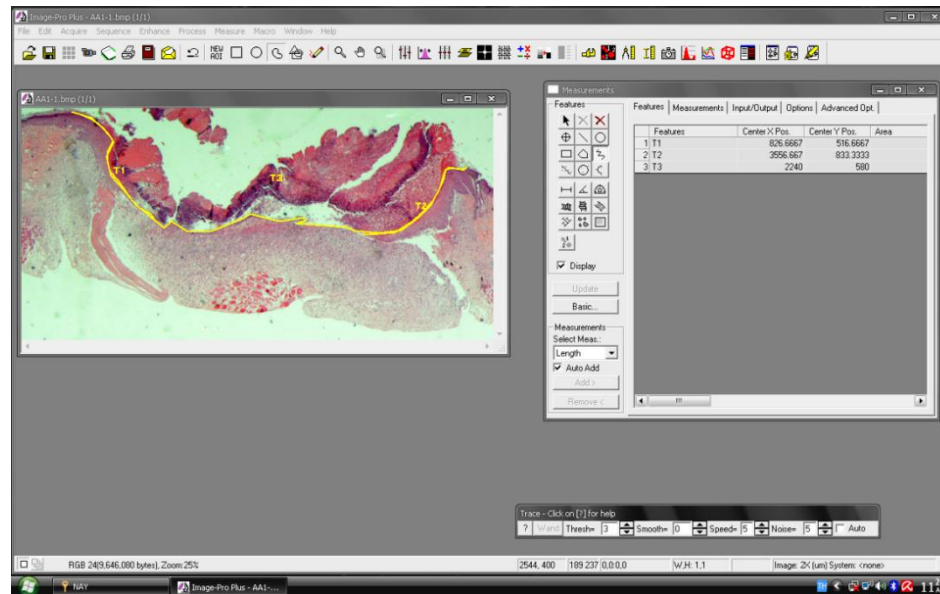 Image-Pro Plus - AA1-1.bmp (1/1)
File Edit Acquire Sequence Enhance Process Measure Macro Window Help
NEW
ROI
AA1-1.bmp (1/1)
T1
T3
T2
Measurements
Features
Display
Update
Basic...
Measurements
Select Meas.:
Length
Auto Add
Add >
Remove <
Features Measurements Input/Output Options Advanced Opt.
Features Center X Pos. Center Y Pos. Area
1 T1 826.6667 516.6667
2 T2 3556.667 833.3333
3 T3 2240 580
Trace - Click on [?] for help
? Wand Thresh= 3 Smooth= 0 Speed= 5 Noise= 5 Auto
RGB 24(9,646,080 bytes), Zoom:25%
2544, 400 189 237 0,0:0,0 W,H: 1,1 Image: 2X (um) System: <none>
NAY
Image-Pro Plus - AA1-...
TH